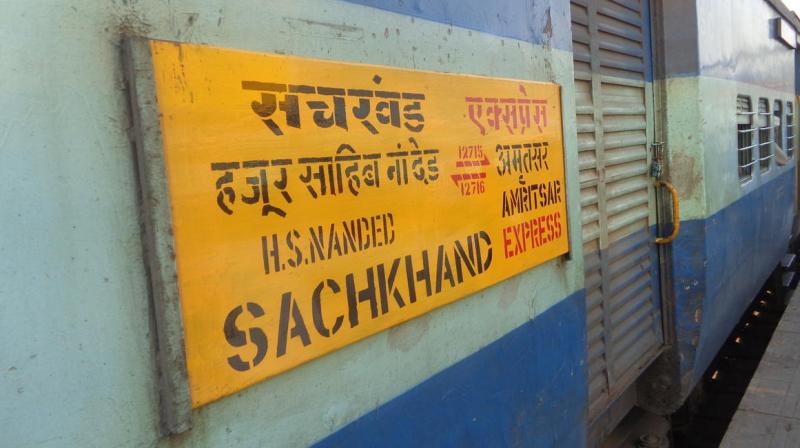 सचखंड एक्सप्रेस
हजूर साहिब नांदेड़ 12715 अमृतसर
12716
H.S.NANDED AMRITSAR
SACHKHAND EXPRESS